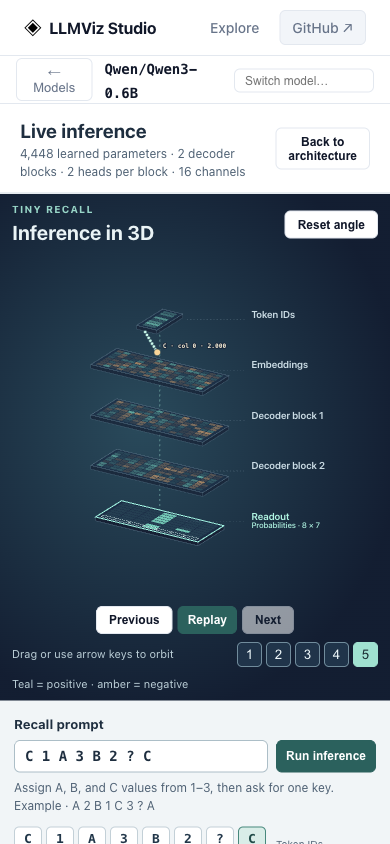 LLMViz Studio
Explore
GitHub ↗
←
Models
Qwen/Qwen3-
0.6B
Switch model…
Live inference
4,448 learned parameters · 2 decoder
blocks · 2 heads per block · 16 channels
Back to
architecture
TINY RECALL
Inference in 3D
Reset angle
Token IDs
C · col 0 · 2.000
Embeddings
Decoder block 1
Decoder block 2
Readout
Probabilities · 8 × 7
Previous
Replay
Next
Drag or use arrow keys to orbit
1 2 3 4 5
Teal = positive · amber = negative
Recall prompt
C 1 A 3 B 2 ? C
Run inference
Assign A, B, and C values from 1–3, then ask for one key.
Example · A 2 B 1 C 3 ? A
C 1 A 3 B 2 ? C
Token IDs